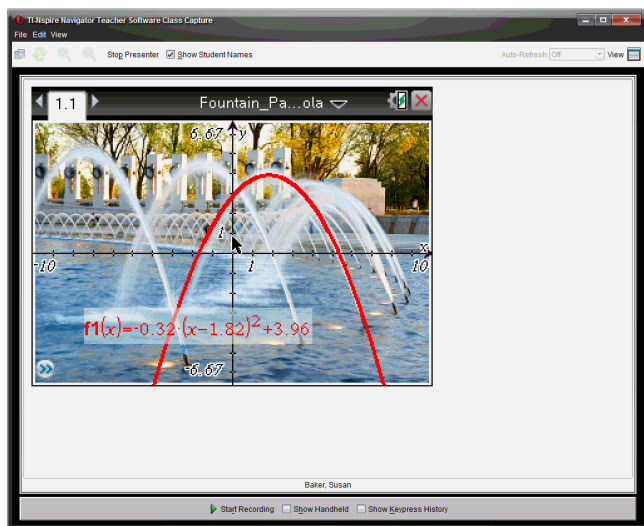 TI-Nspire Navigator Teacher Software Class Capture
File Edit View
Stop Presenter Show Student Names Auto-Refresh: Off View
1.1 Fountain_Pa...ola
6.67 y
1
x
-10 1 10
f1(x)=-0.32·(x-1.82)²+3.96
-6.67
Baker, Susan
Start Recording Show Handheld Show Keypress History